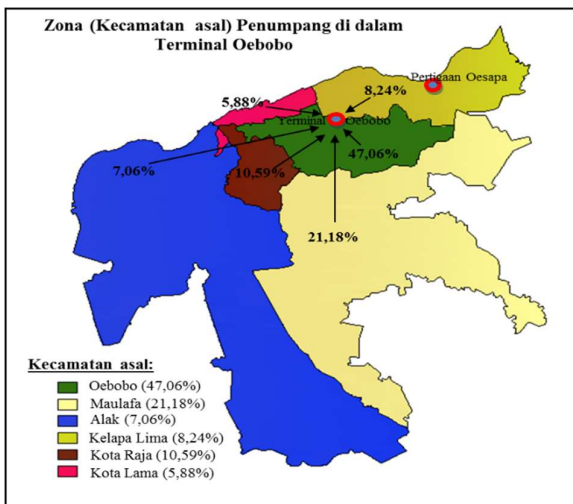 Zona (Kecamatan asal) Penumpang di dalam
Terminal Oebobo
Pertigaan Oesapa
8,24%
5,88%
Terminal Oebobo
7,06%
10,59%
47,06%
21,18%
Kecamatan asal:
Oebobo (47,06%)
Maulafa (21,18%)
Alak (7,06%)
Kelapa Lima (8,24%)
Kota Raja (10,59%)
Kota Lama (5,88%)